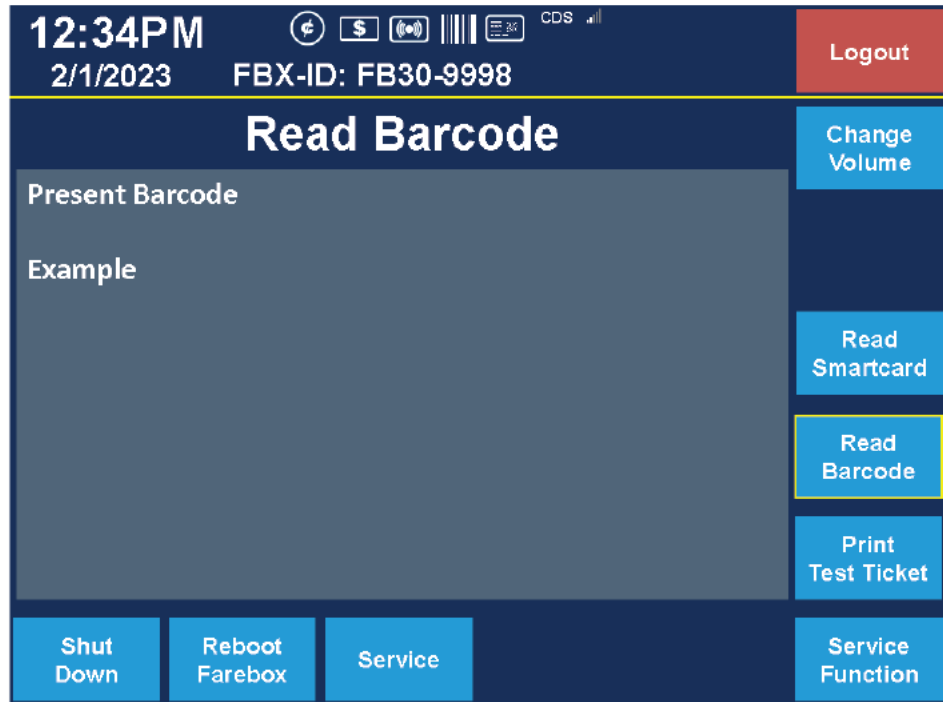 12:34PM
¢ $ CDS
2/1/2023 FBX-ID: FB30-9998
Logout
Read Barcode
Change
Volume
Present Barcode
Example
Read
Smartcard
Read
Barcode
Print
Test Ticket
Shut
Down
Reboot
Farebox
Service
Service
Function